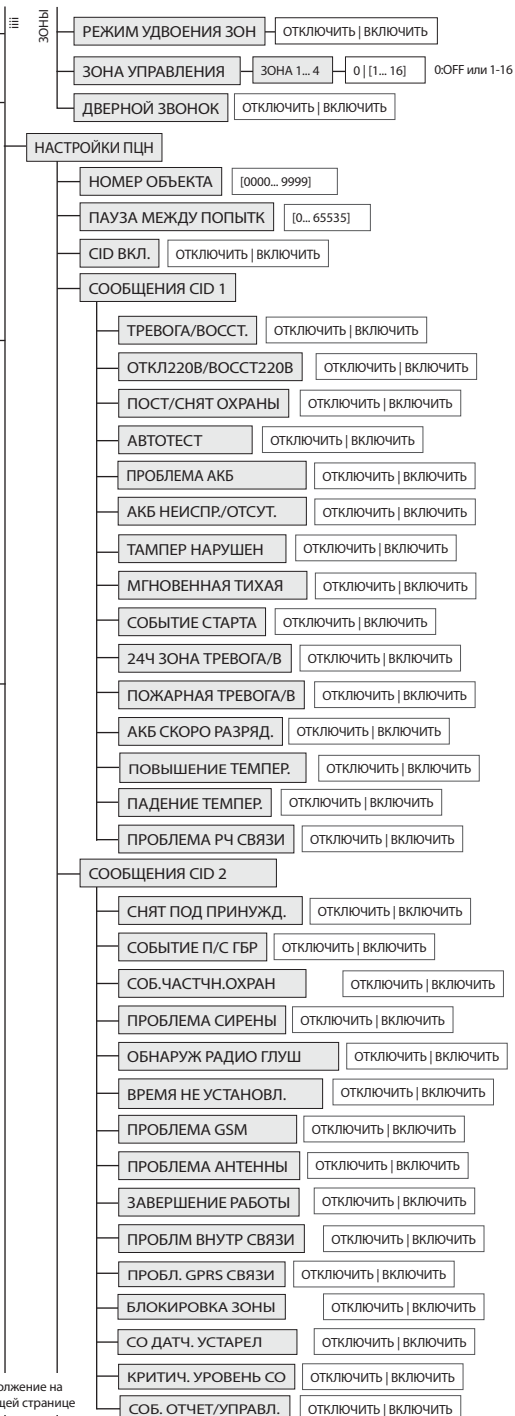 iiii
ЗОНЫ
РЕЖИМ УДВОЕНИЯ ЗОН ОТКЛЮЧИТЬ | ВКЛЮЧИТЬ
ЗОНА УПРАВЛЕНИЯ ЗОНА 1... 4 0 | [1... 16] 0:OFF или 1-16
ДВЕРНОЙ ЗВОНОК ОТКЛЮЧИТЬ | ВКЛЮЧИТЬ
НАСТРОЙКИ ПЦН
НОМЕР ОБЪЕКТА [0000... 9999]
ПАУЗА МЕЖДУ ПОПЫТК [0... 65535]
CID ВКЛ. ОТКЛЮЧИТЬ | ВКЛЮЧИТЬ
СООБЩЕНИЯ CID 1
ТРЕВОГА/ВОССТ. ОТКЛЮЧИТЬ | ВКЛЮЧИТЬ
ОТКЛ220В/ВОССТ220В ОТКЛЮЧИТЬ | ВКЛЮЧИТЬ
ПОСТ/СНЯТ ОХРАНЫ ОТКЛЮЧИТЬ | ВКЛЮЧИТЬ
АВТОТЕСТ ОТКЛЮЧИТЬ | ВКЛЮЧИТЬ
ПРОБЛЕМА АКБ ОТКЛЮЧИТЬ | ВКЛЮЧИТЬ
АКБ НЕИСПР./ОТСУТ. ОТКЛЮЧИТЬ | ВКЛЮЧИТЬ
ТАМПЕР НАРУШЕН ОТКЛЮЧИТЬ | ВКЛЮЧИТЬ
МГНОВЕННАЯ ТИХАЯ ОТКЛЮЧИТЬ | ВКЛЮЧИТЬ
СОБЫТИЕ СТАРТА ОТКЛЮЧИТЬ | ВКЛЮЧИТЬ
24Ч ЗОНА ТРЕВОГА/В ОТКЛЮЧИТЬ | ВКЛЮЧИТЬ
ПОЖАРНАЯ ТРЕВОГА/В ОТКЛЮЧИТЬ | ВКЛЮЧИТЬ
АКБ СКОРО РАЗРЯД. ОТКЛЮЧИТЬ | ВКЛЮЧИТЬ
ПОВЫШЕНИЕ ТЕМПЕР. ОТКЛЮЧИТЬ | ВКЛЮЧИТЬ
ПАДЕНИЕ ТЕМПЕР. ОТКЛЮЧИТЬ | ВКЛЮЧИТЬ
ПРОБЛЕМА РЧ СВЯЗИ ОТКЛЮЧИТЬ | ВКЛЮЧИТЬ
СООБЩЕНИЯ CID 2
СНЯТ ПОД ПРИНУЖД. ОТКЛЮЧИТЬ | ВКЛЮЧИТЬ
СОБЫТИЕ П/С ГБР ОТКЛЮЧИТЬ | ВКЛЮЧИТЬ
СОБ.ЧАСТЧН.ОХРАН ОТКЛЮЧИТЬ | ВКЛЮЧИТЬ
ПРОБЛЕМА СИРЕНЫ ОТКЛЮЧИТЬ | ВКЛЮЧИТЬ
ОБНАРУЖ РАДИО ГЛУШ ОТКЛЮЧИТЬ | ВКЛЮЧИТЬ
ВРЕМЯ НЕ УСТАНОВЛ. ОТКЛЮЧИТЬ | ВКЛЮЧИТЬ
ПРОБЛЕМА GSM ОТКЛЮЧИТЬ | ВКЛЮЧИТЬ
ПРОБЛЕМА АНТЕННЫ ОТКЛЮЧИТЬ | ВКЛЮЧИТЬ
ЗАВЕРШЕНИЕ РАБОТЫ ОТКЛЮЧИТЬ | ВКЛЮЧИТЬ
ПРОБЛМ ВНУТР СВЯЗИ ОТКЛЮЧИТЬ | ВКЛЮЧИТЬ
ПРОБЛ. GPRS СВЯЗИ ОТКЛЮЧИТЬ | ВКЛЮЧИТЬ
БЛОКИРОВКА ЗОНЫ ОТКЛЮЧИТЬ | ВКЛЮЧИТЬ
СО ДАТЧ. УСТАРЕЛ ОТКЛЮЧИТЬ | ВКЛЮЧИТЬ
КРИТИЧ. УРОВЕНЬ СО ОТКЛЮЧИТЬ | ВКЛЮЧИТЬ
СОБ. ОТЧЕТ/УПРАВЛ. ОТКЛЮЧИТЬ | ВКЛЮЧИТЬ
олжение на
щей странице